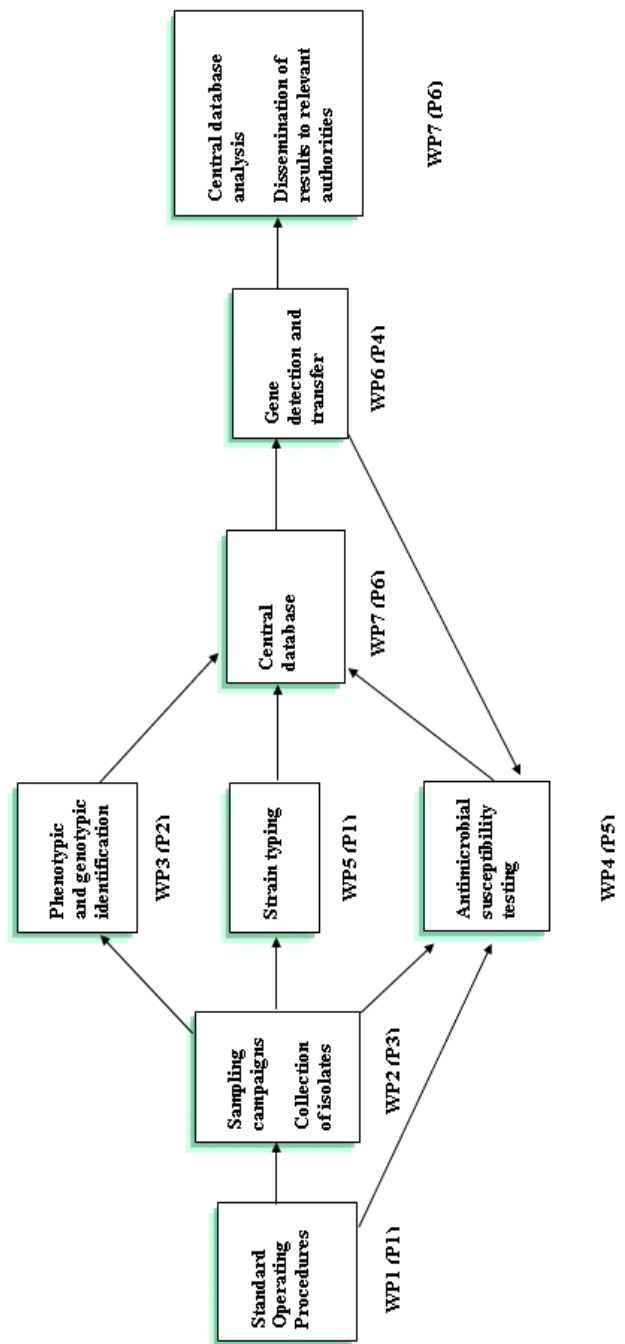 Standard
Operating
Procedures
WP1 (P1)
Sampling
campaigns
Collection
of isolates
WP2 (P3)
Phenotypic
and genotypic
identification
WP3 (P2)
Strain typing
WP5 (P1)
Antimicrobial
susceptibility
testing
WP4 (P5)
Central
database
WP7 (P6)
Gene
detection and
transfer
WP6 (P4)
Central database
analysis
Dissemination of
results to relevant
authorities
WP7 (P6)